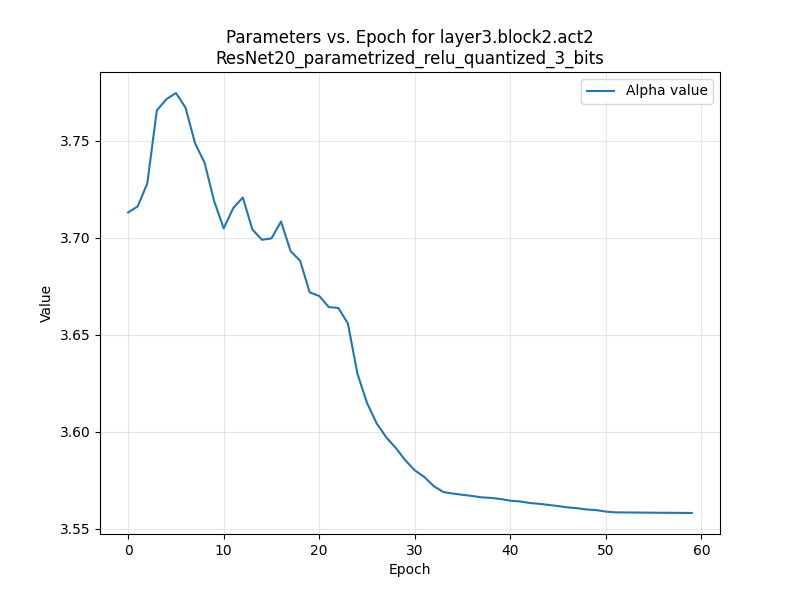 Parameters vs. Epoch for layer3.block2.act2
ResNet20_parametrized_relu_quantized_3_bits
Alpha value
3.75
3.70
3.65
3.60
3.55
Value
0 10 20 30 40 50 60
Epoch